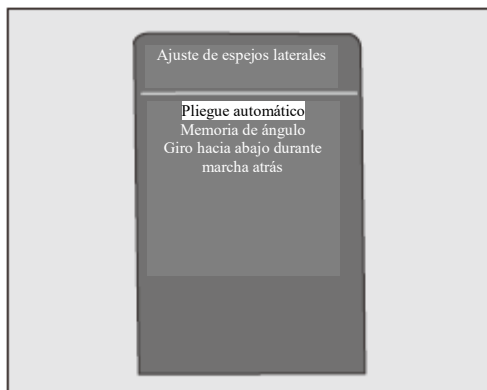 Ajuste de espejos laterales
Pliegue automático
Memoria de ángulo
Giro hacia abajo durante
marcha atrás